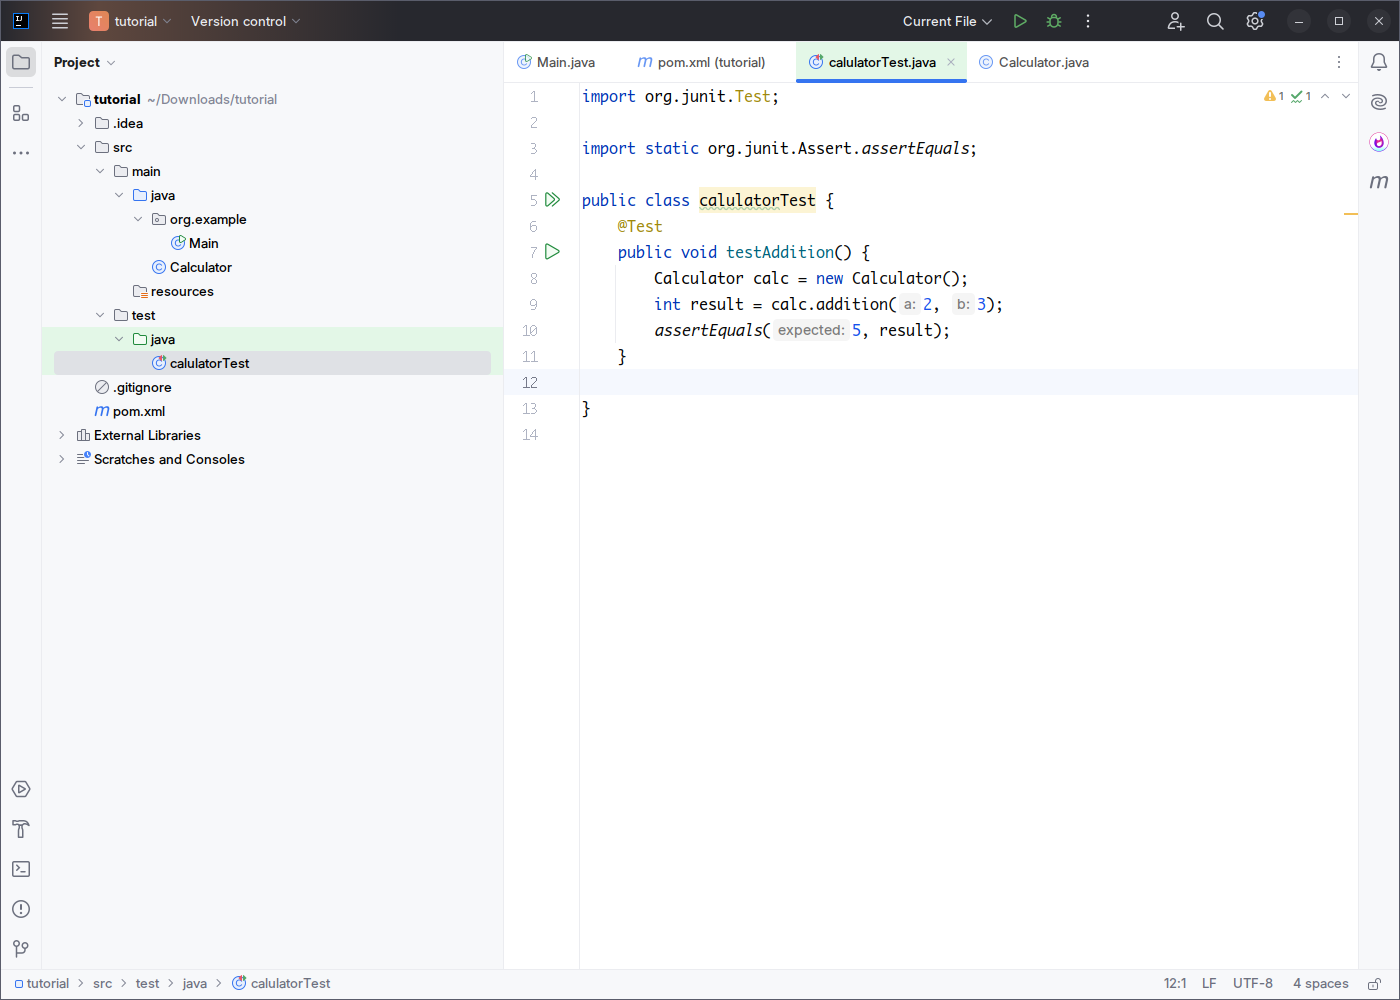 tutorial
Version control
Current File
Project
tutorial ~/Downloads/tutorial
.idea
src
main
java
org.example
Main
Calculator
resources
test
java
calulatorTest
.gitignore
pom.xml
External Libraries
Scratches and Consoles
Main.java
pom.xml (tutorial)
calulatorTest.java
Calculator.java
1 import org.junit.Test;
2
3 import static org.junit.Assert.assertEquals;
4
5 public class calulatorTest {
6 @Test
7 public void testAddition() {
8 Calculator calc = new Calculator();
9 int result = calc.addition( a: 2, b: 3);
10 assertEquals( expected: 5, result);
11 }
12
13 }
14
1 1
tutorial > src > test > java > calulatorTest
12:1 LF UTF-8 4 spaces